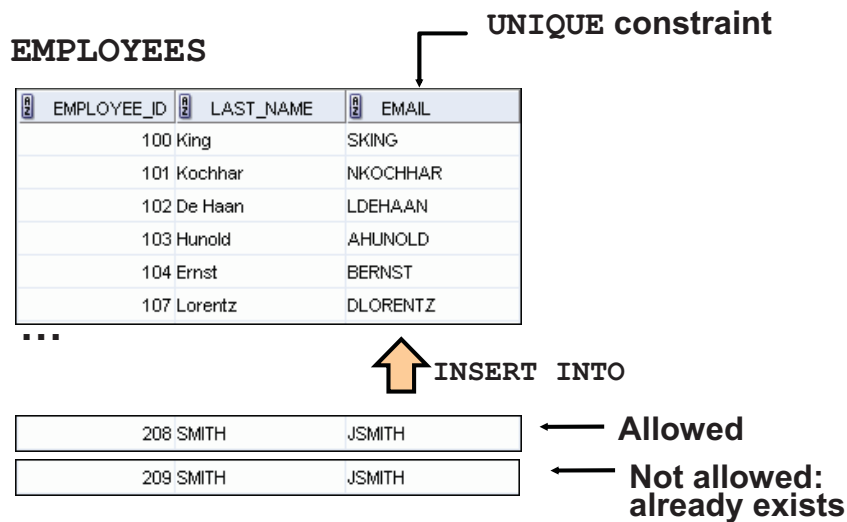 UNIQUE constraint
EMPLOYEES
EMPLOYEE_ID LAST_NAME EMAIL
100 King SKING
101 Kochhar NKOCHHAR
102 De Haan LDEHAAN
103 Hunold AHUNOLD
104 Ernst BERNST
107 Lorentz DLORENTZ
...
INSERT INTO
208 SMITH JSMITH Allowed
209 SMITH JSMITH Not allowed:
already exists